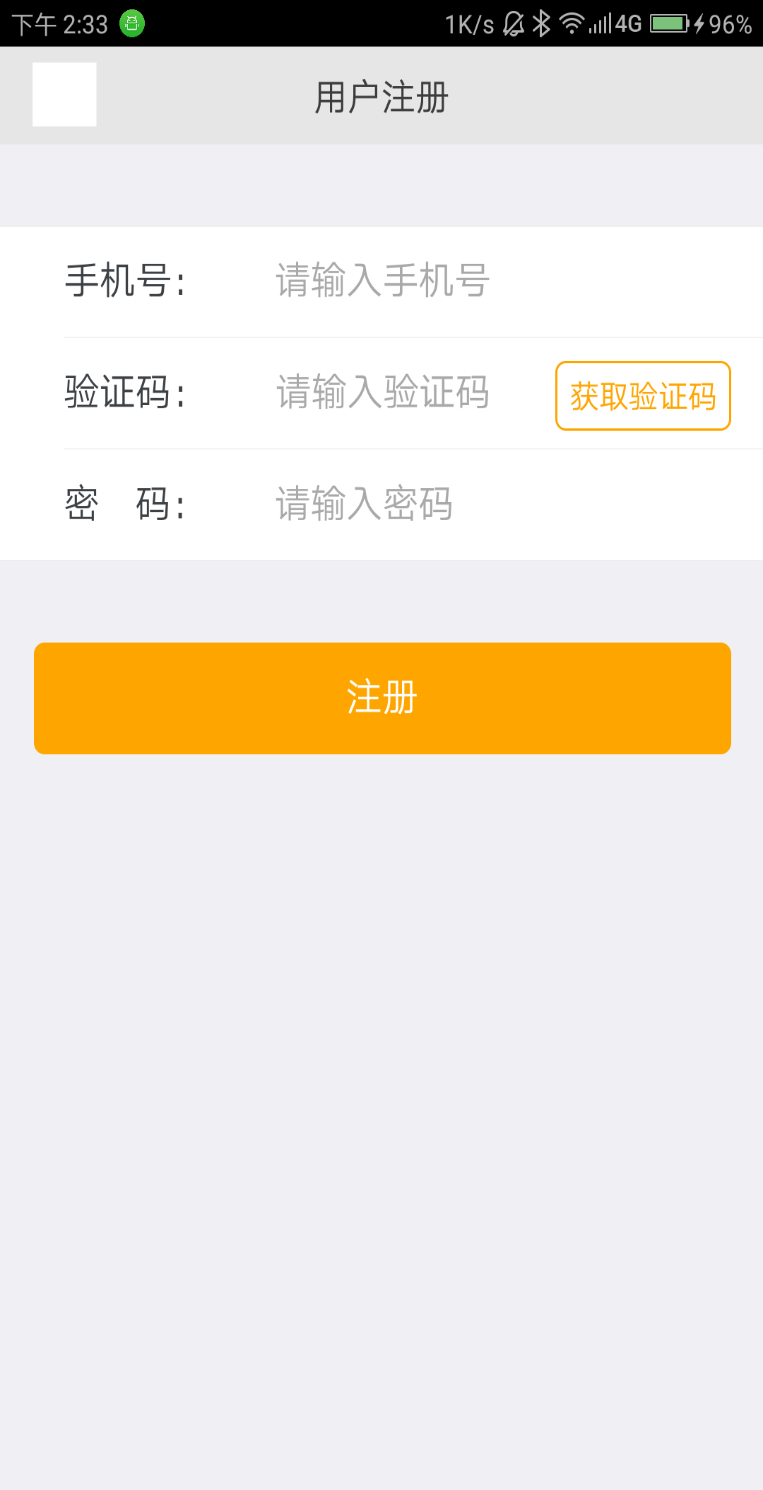 下午 2:33 1K/s 4G 96%
用户注册
手机号: 请输入手机号
验证码: 请输入验证码 获取验证码
密 码: 请输入密码
注册